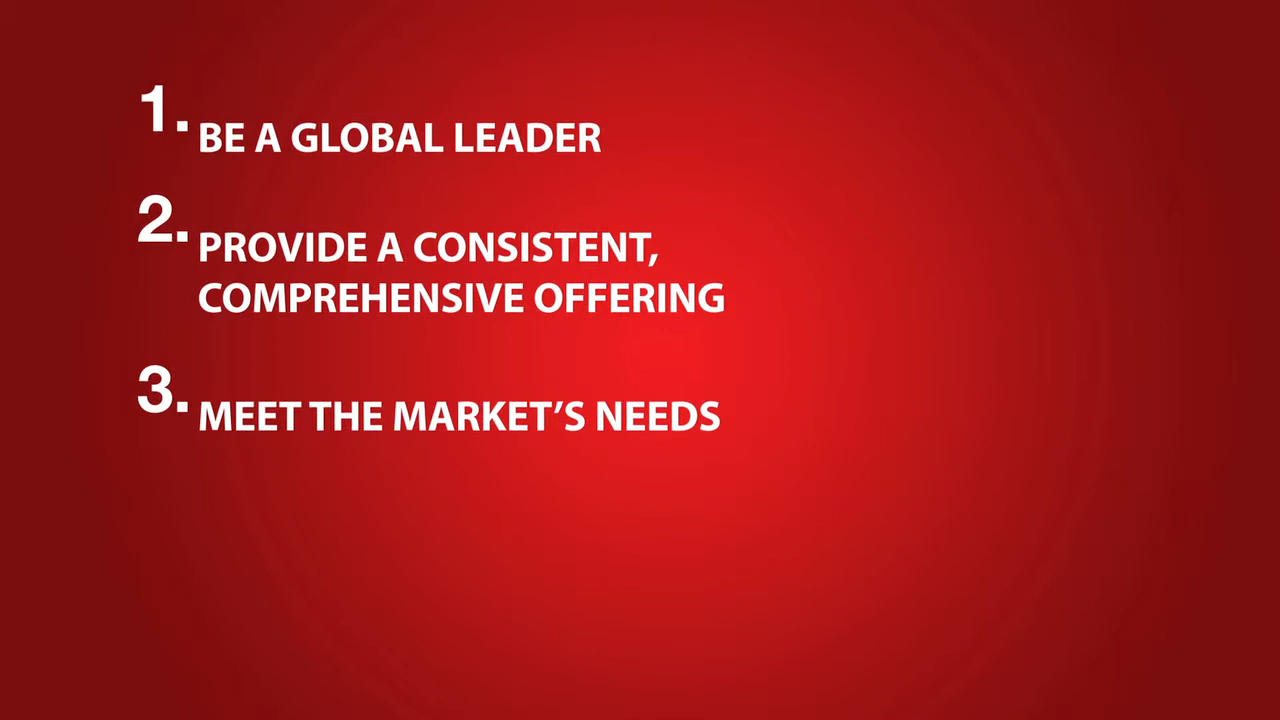 1. BE A GLOBAL LEADER
2. PROVIDE A CONSISTENT,
COMPREHENSIVE OFFERING
3. MEET THE MARKET’S NEEDS